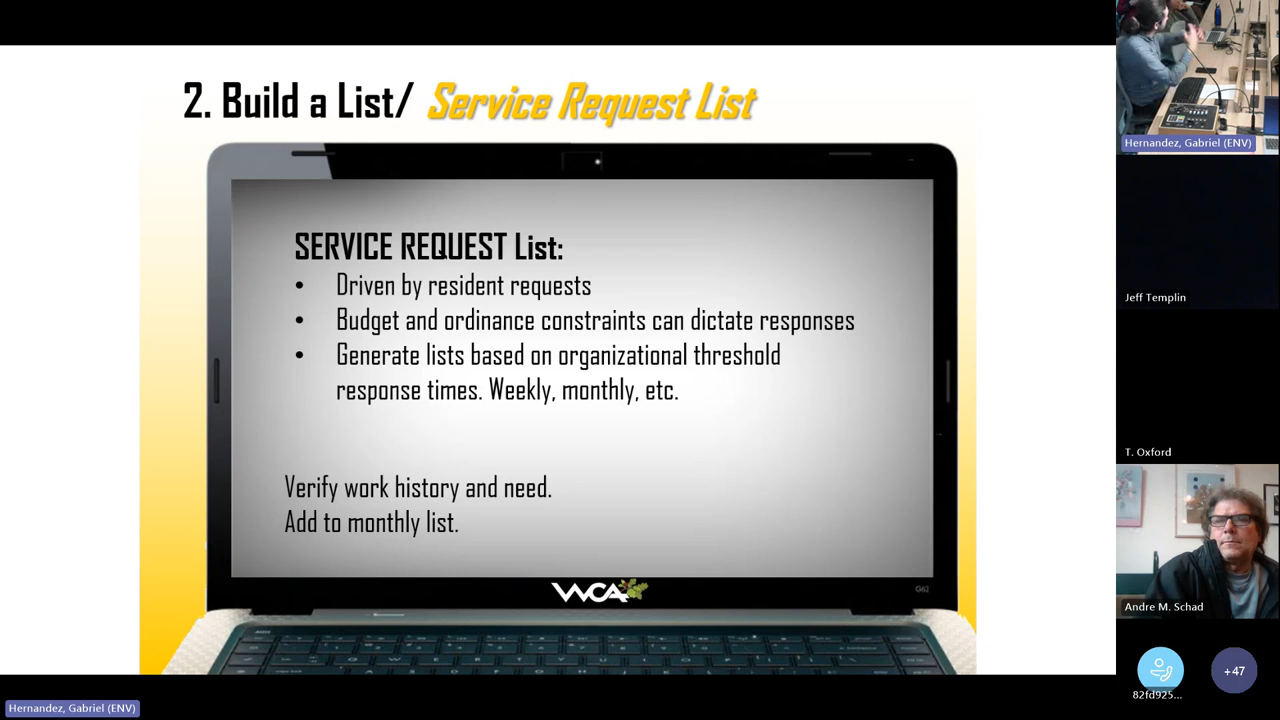 2. Build a List/ Service Request List
SERVICE REQUEST List:
• Driven by resident requests
• Budget and ordinance constraints can dictate responses
• Generate lists based on organizational threshold
response times. Weekly, monthly, etc.
Verify work history and need.
Add to monthly list.
WCA
G62
Hernandez, Gabriel (ENV)
Jeff Templin
T. Oxford
Andre M. Schad
82fd925...
+47
Hernandez, Gabriel (ENV)